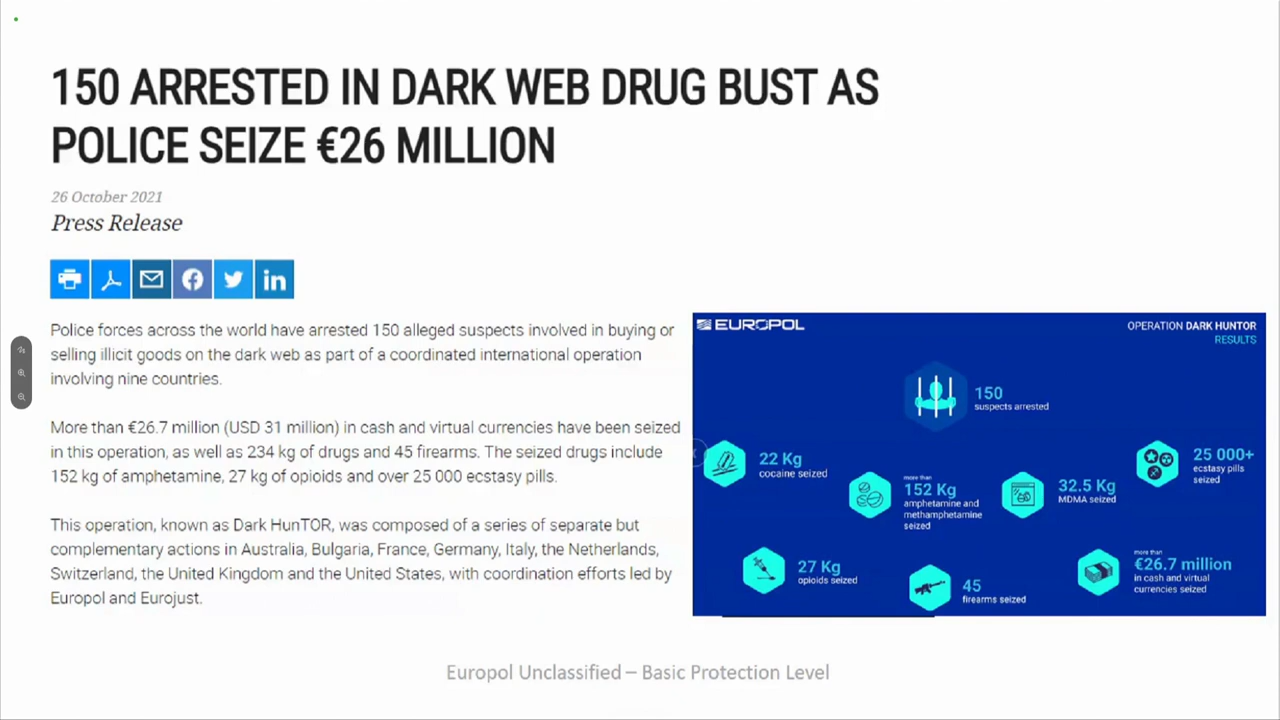 150 ARRESTED IN DARK WEB DRUG BUST AS
POLICE SEIZE €26 MILLION
26 October 2021
Press Release
Police forces across the world have arrested 150 alleged suspects involved in buying or
selling illicit goods on the dark web as part of a coordinated international operation
involving nine countries.
More than €26.7 million (USD 31 million) in cash and virtual currencies have been seized
in this operation, as well as 234 kg of drugs and 45 firearms. The seized drugs include
152 kg of amphetamine, 27 kg of opioids and over 25 000 ecstasy pills.
This operation, known as Dark HunTOR, was composed of a series of separate but
complementary actions in Australia, Bulgaria, France, Germany, Italy, the Netherlands,
Switzerland, the United Kingdom and the United States, with coordination efforts led by
Europol and Eurojust.
EUROPOL
OPERATION DARK HUNTOR
RESULTS
150
suspects arrested
22 Kg
cocaine seized
more than
152 Kg
amphetamine and
methamphetamine
seized
32.5 Kg
MDMA seized
25 000+
ecstasy pills
seized
27 Kg
opioids seized
45
firearms seized
more than
€26.7 million
in cash and virtual
currencies seized
Europol Unclassified – Basic Protection Level